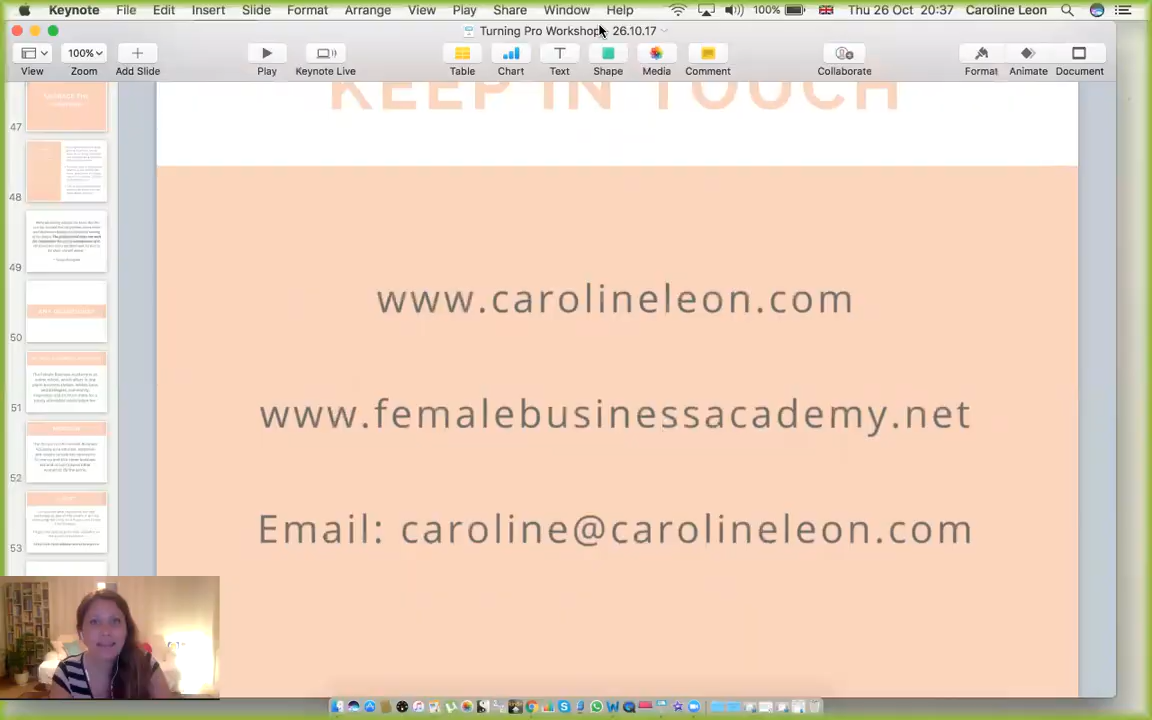 Keynote File Edit Insert Slide Format Arrange View Play Share Window Help 100% Thu 26 Oct 20:37 Caroline Leon
Turning Pro Workshop - 26.10.17
100%
View Zoom Add Slide Play Keynote Live Table Chart Text Shape Media Comment Collaborate Format Animate Document
KEEP IN TOUCH
47
48
49
50
51
52
53
www.carolineleon.com
www.femalebusinessacademy.net
Email: caroline@carolineleon.com